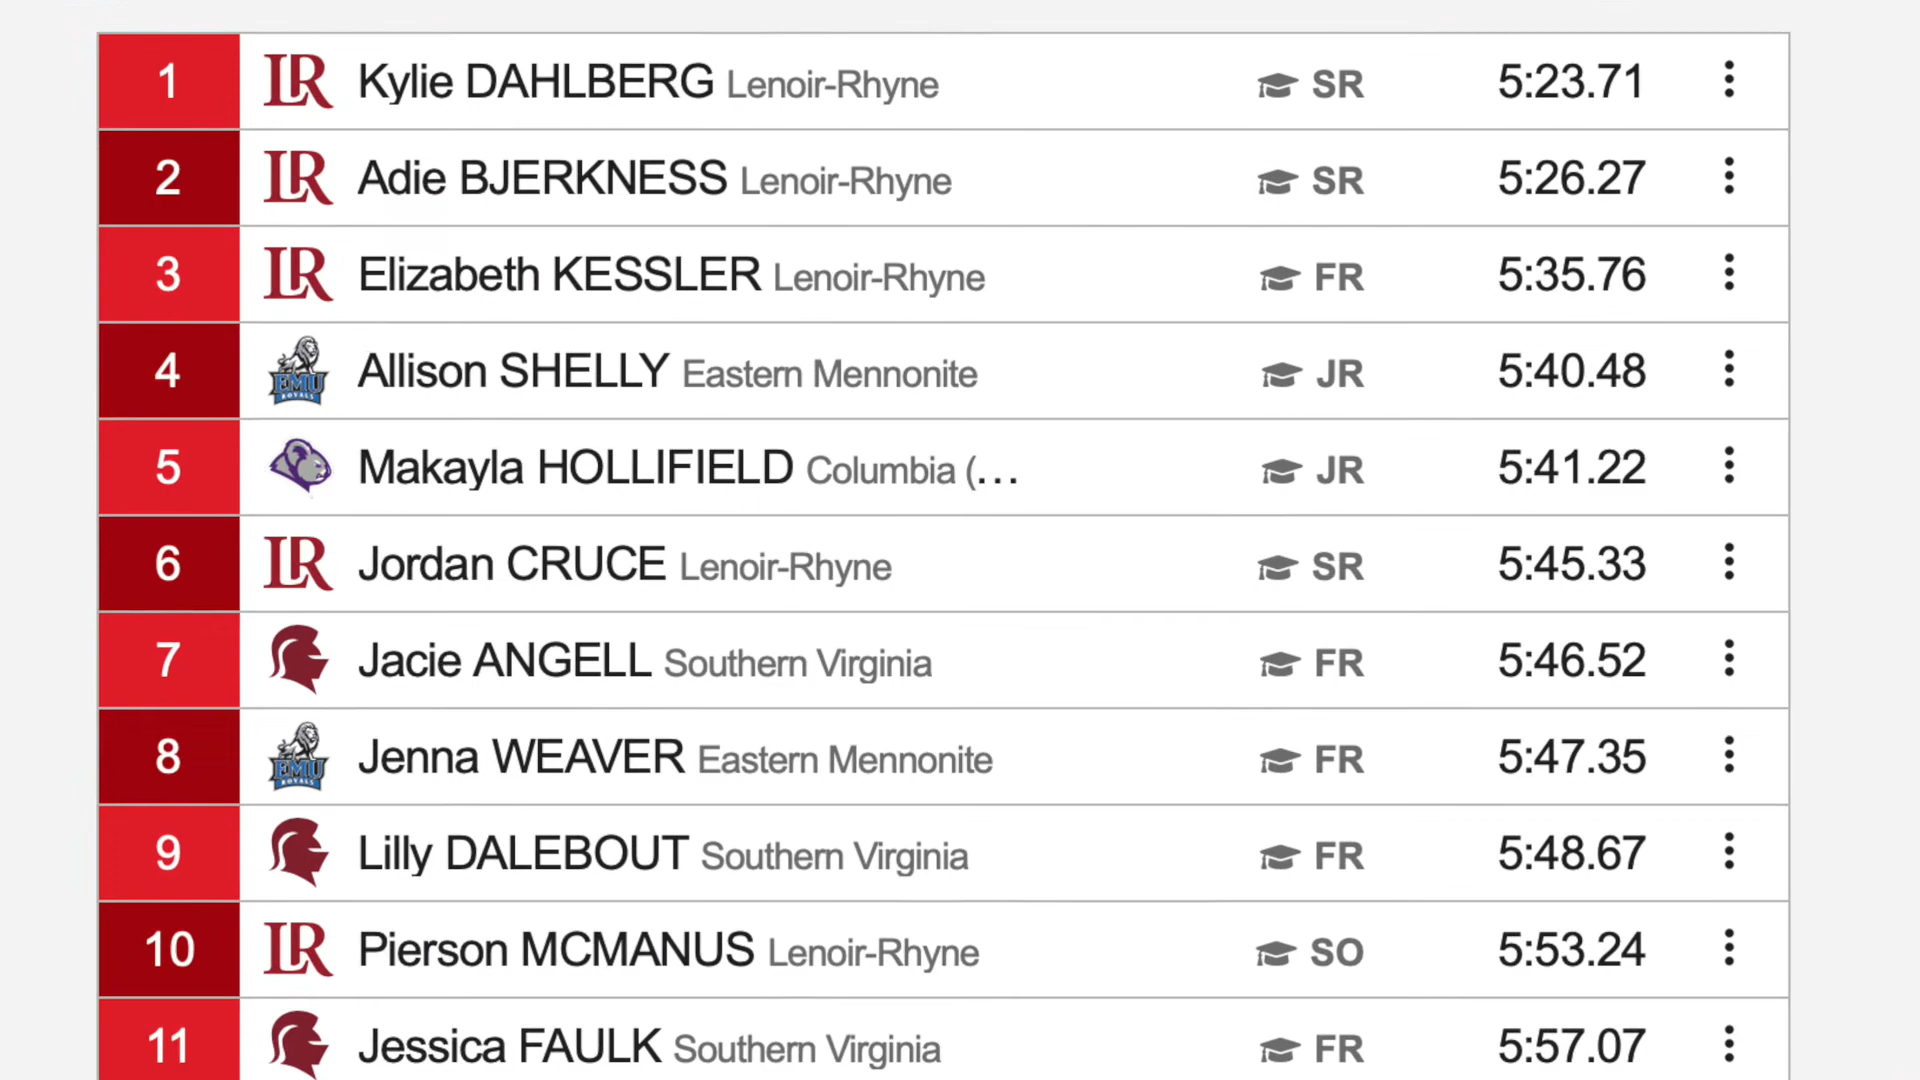 1 LR Kylie DAHLBERG Lenoir-Rhyne SR 5:23.71
2 LR Adie BJERKNESS Lenoir-Rhyne SR 5:26.27
3 LR Elizabeth KESSLER Lenoir-Rhyne FR 5:35.76
4 EMU ROYALS Allison SHELLY Eastern Mennonite JR 5:40.48
5 Makayla HOLLIFIELD Columbia (... JR 5:41.22
6 LR Jordan CRUCE Lenoir-Rhyne SR 5:45.33
7 Jacie ANGELL Southern Virginia FR 5:46.52
8 EMU ROYALS Jenna WEAVER Eastern Mennonite FR 5:47.35
9 Lilly DALEBOUT Southern Virginia FR 5:48.67
10 LR Pierson MCMANUS Lenoir-Rhyne SO 5:53.24
11 Jessica FAULK Southern Virginia FR 5:57.07